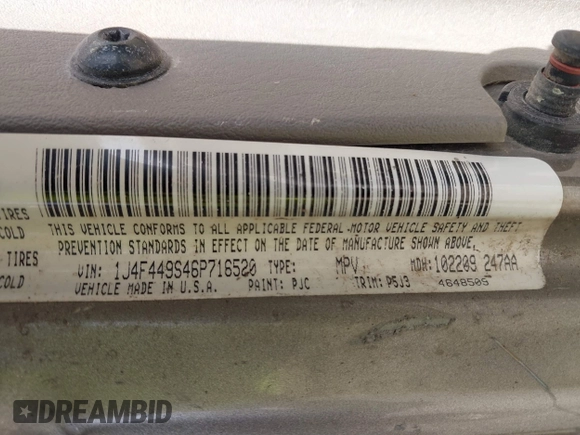 THIS VEHICLE CONFORMS TO ALL APPLICABLE FEDERAL MOTOR VEHICLE SAFETY AND THEFT
TIRES
COLD
PREVENTION STANDARDS IN EFFECT ON THE DATE OF MANUFACTURE SHOWN ABOVE.
TIRES
VIN: 1J4F449S46P716520 TYPE: MPV MDH: 102209 247AA
COLD
VEHICLE MADE IN U.S.A. PAINT: PJC TRIM: P5J3 4648505
DREAMBID